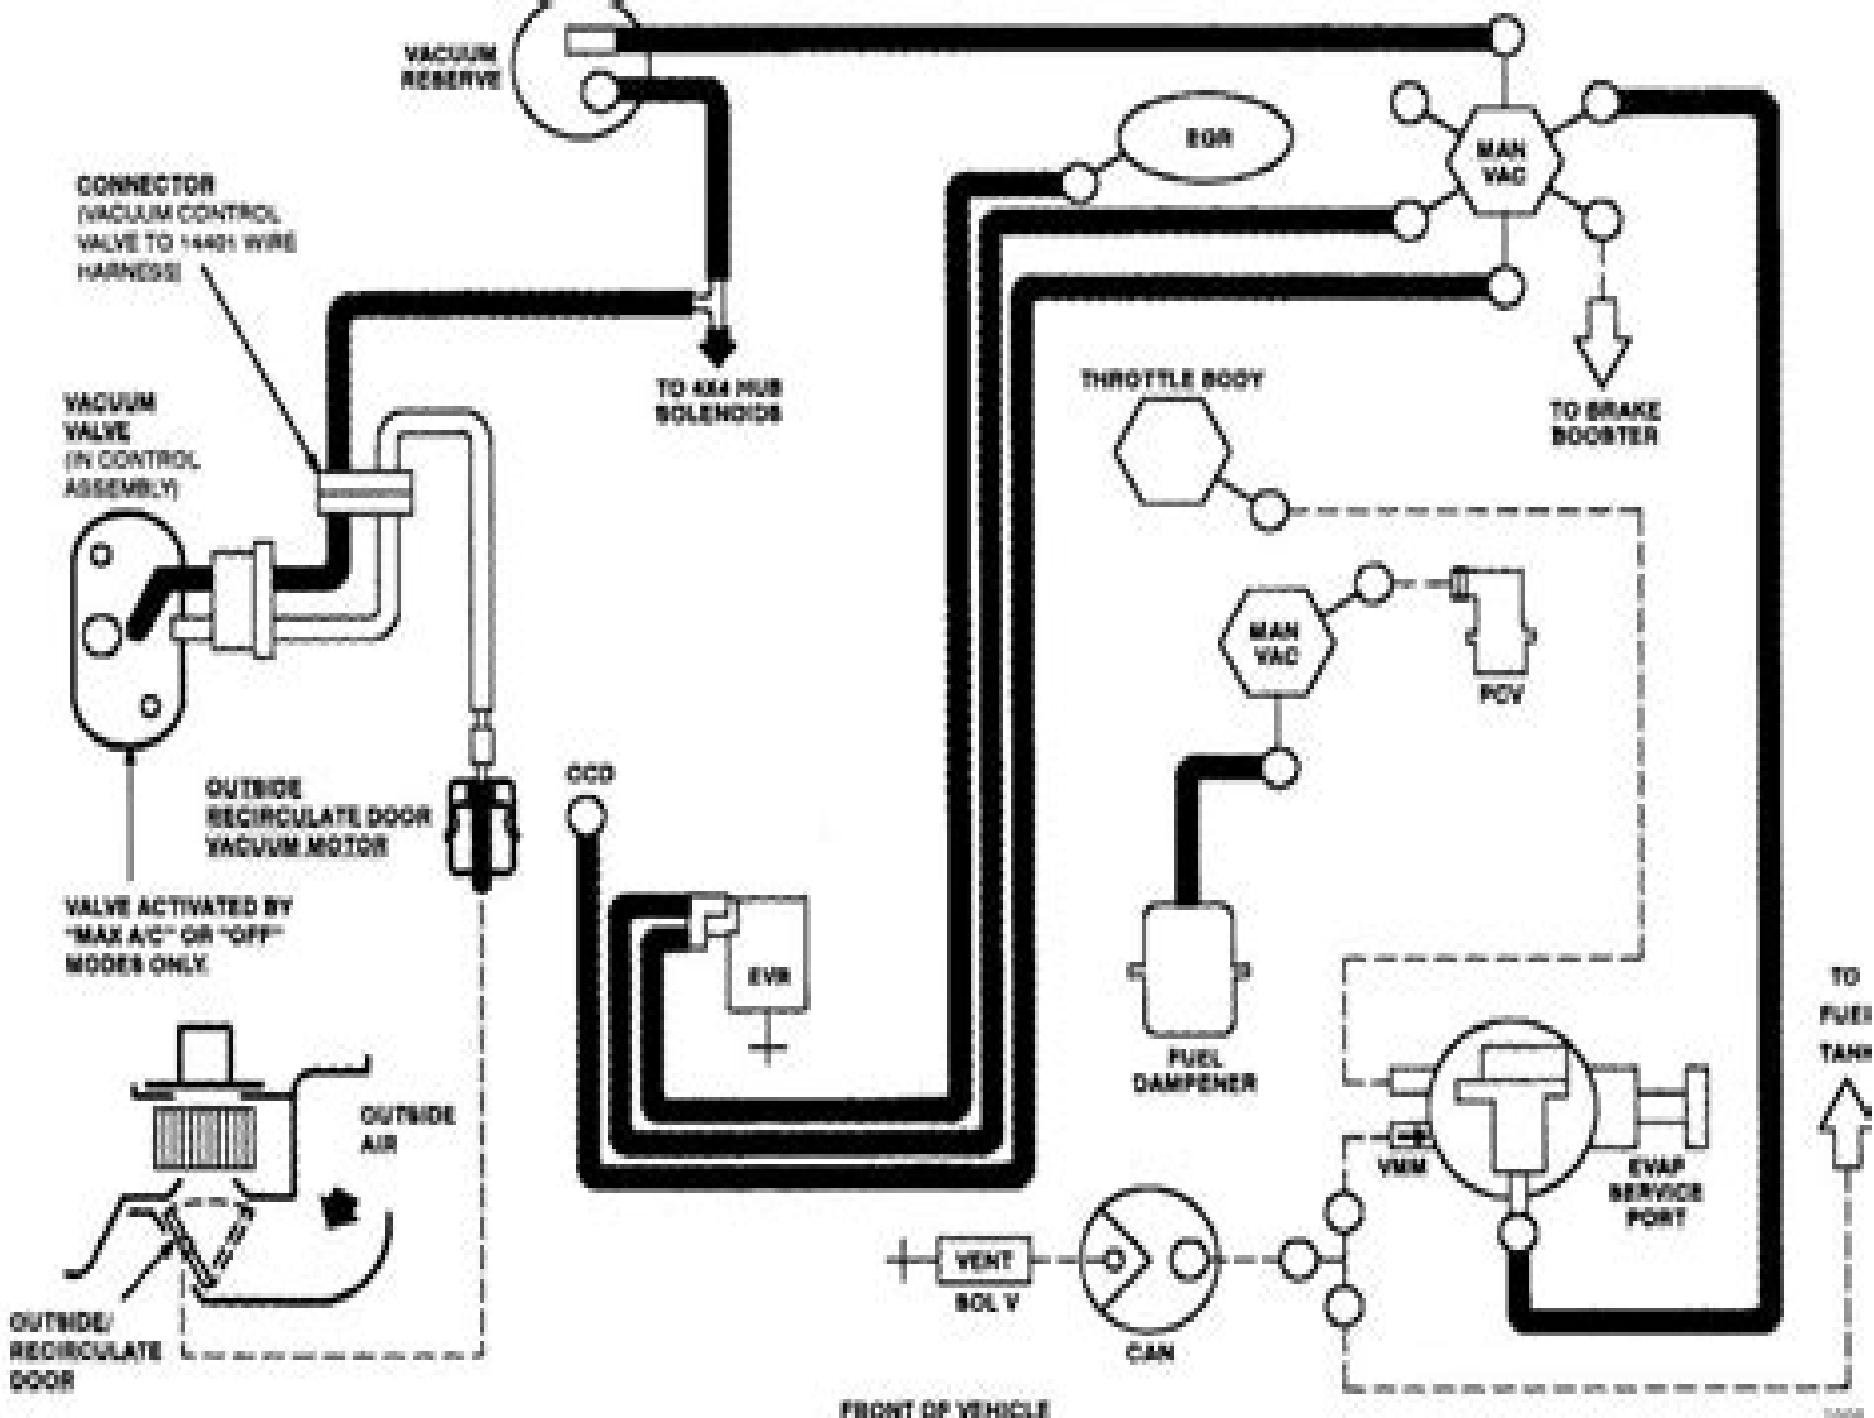 VACUUM
RESERVE
EGR
MAN
VAC
CONNECTOR
(VACUUM CONTROL
VALVE TO 14401 WIRE
HARNESS)
TO 4X4 HUB
SOLENOIDS
THROTTLE BODY
TO BRAKE
BOOSTER
VACUUM
VALVE
(IN CONTROL
ASSEMBLY)
MAN
VAC
PCV
OUTSIDE
RECIRCULATE DOOR
VACUUM MOTOR
CCD
VALVE ACTIVATED BY
"MAX A/C" OR "OFF"
MODES ONLY.
EVR
FUEL
DAMPENER
TO
FUEL
TANK
OUTSIDE
AIR
VMM
EVAP
SERVICE
PORT
VENT
SOL V
CAN
OUTSIDE/
RECIRCULATE
DOOR
FRONT OF VEHICLE